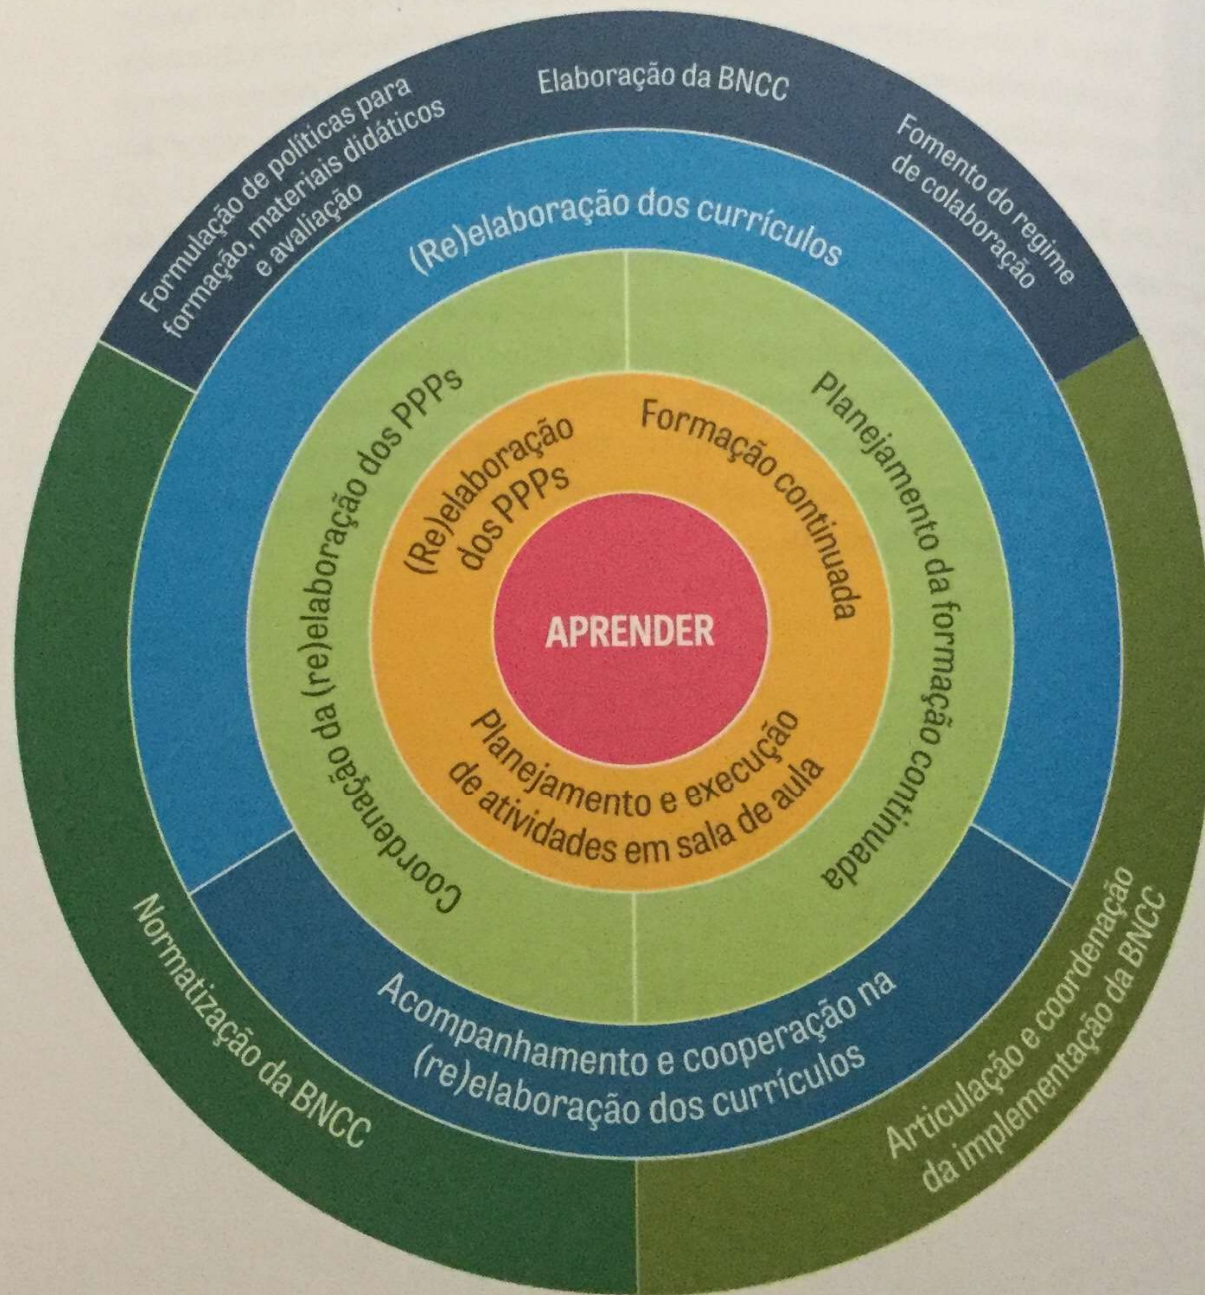 Formulação de políticas para
formação, materiais didáticos
e avaliação
Elaboração da BNCC
Fomento do regime
de colaboração
(Re)elaboração dos currículos
Coordenação da (re)elaboração dos PPPs
Planejamento da formação continuada
(Re)elaboração
dos PPPs
Formação continuada
APRENDER
Planejamento e execução
de atividades em sala de aula
Acompanhamento e cooperação na
(re)elaboração dos currículos
Normatização da BNCC
Articulação e coordenação
da implementação da BNCC